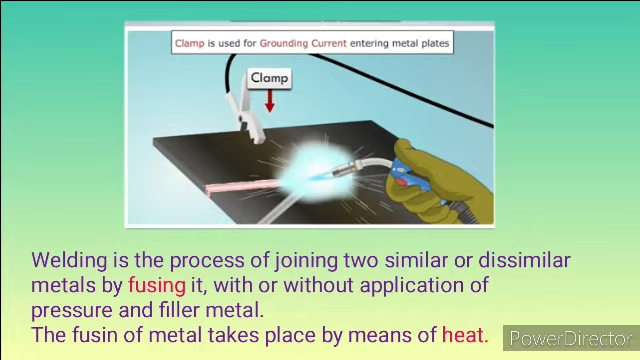 Clamp is used for Grounding Current entering metal plates
Clamp
Welding is the process of joining two similar or dissimilar
metals by fusing it, with or without application of
pressure and filler metal.
The fusin of metal takes place by means of heat.
PowerDirector